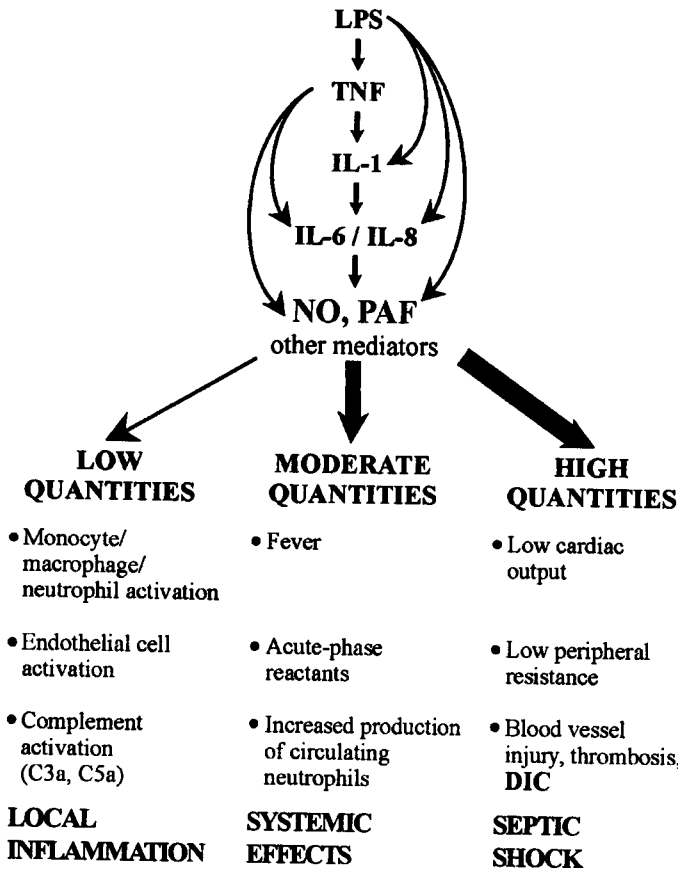 LPS
TNF
IL-1
IL-6 / IL-8
NO, PAF
other mediators
LOW
QUANTITIES
• Monocyte/
macrophage/
neutrophil activation
• Endothelial cell
activation
• Complement
activation
(C3a, C5a)
LOCAL
INFLAMMATION
MODERATE
QUANTITIES
• Fever
• Acute-phase
reactants
• Increased production
of circulating
neutrophils
SYSTEMIC
EFFECTS
HIGH
QUANTITIES
• Low cardiac
output
• Low peripheral
resistance
• Blood vessel
injury, thrombosis,
DIC
SEPTIC
SHOCK